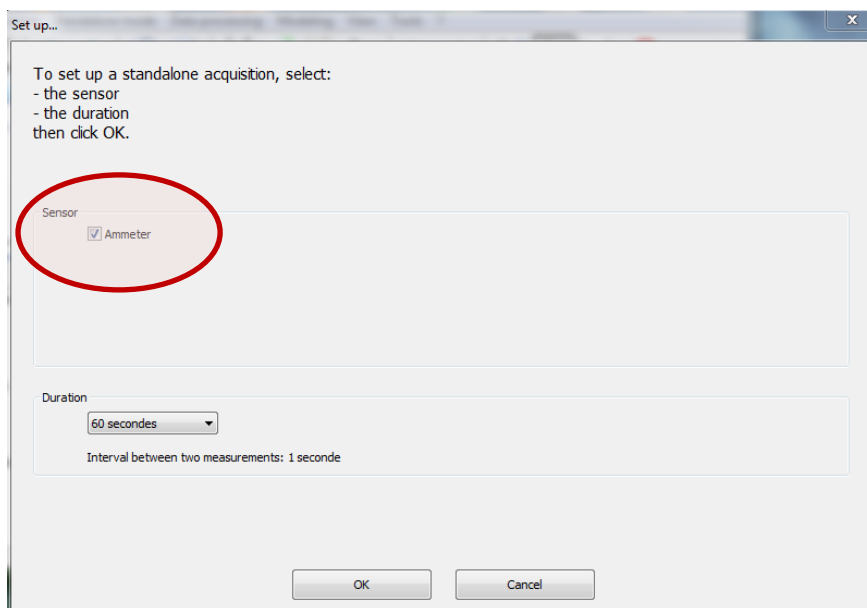 Set up...
To set up a standalone acquisition, select:
- the sensor
- the duration
then click OK.
Sensor
Ammeter
Duration
60 secondes
Interval between two measurements: 1 seconde
OK
Cancel